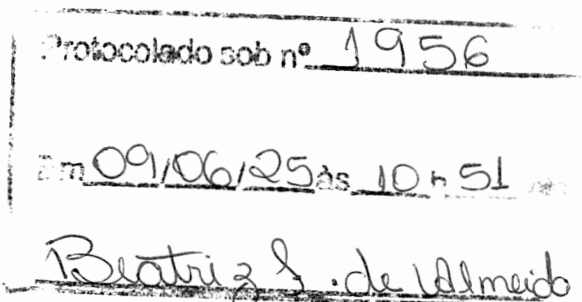 Protocolado sob nº 1956
Em 09/06/25 às 10 h 51
Beatriz S. de Almeida